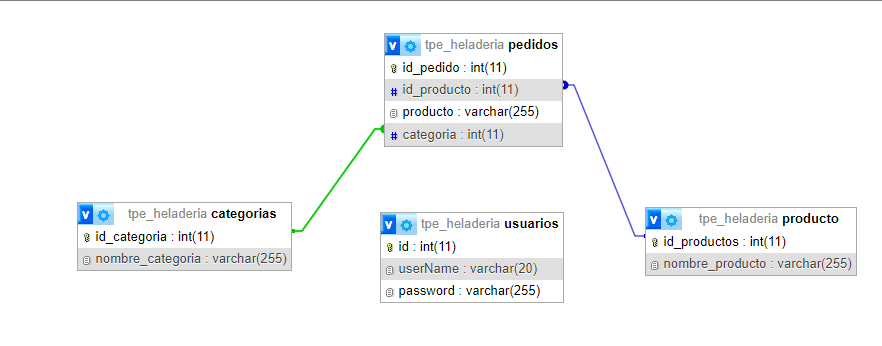 tpe_heladeria pedidos
id_pedido : int(11)
# id_producto : int(11)
producto : varchar(255)
# categoria : int(11)
tpe_heladeria categorias
id_categoria : int(11)
nombre_categoria : varchar(255)
tpe_heladeria usuarios
id : int(11)
userName : varchar(20)
password : varchar(255)
tpe_heladeria producto
id_productos : int(11)
nombre_producto : varchar(255)